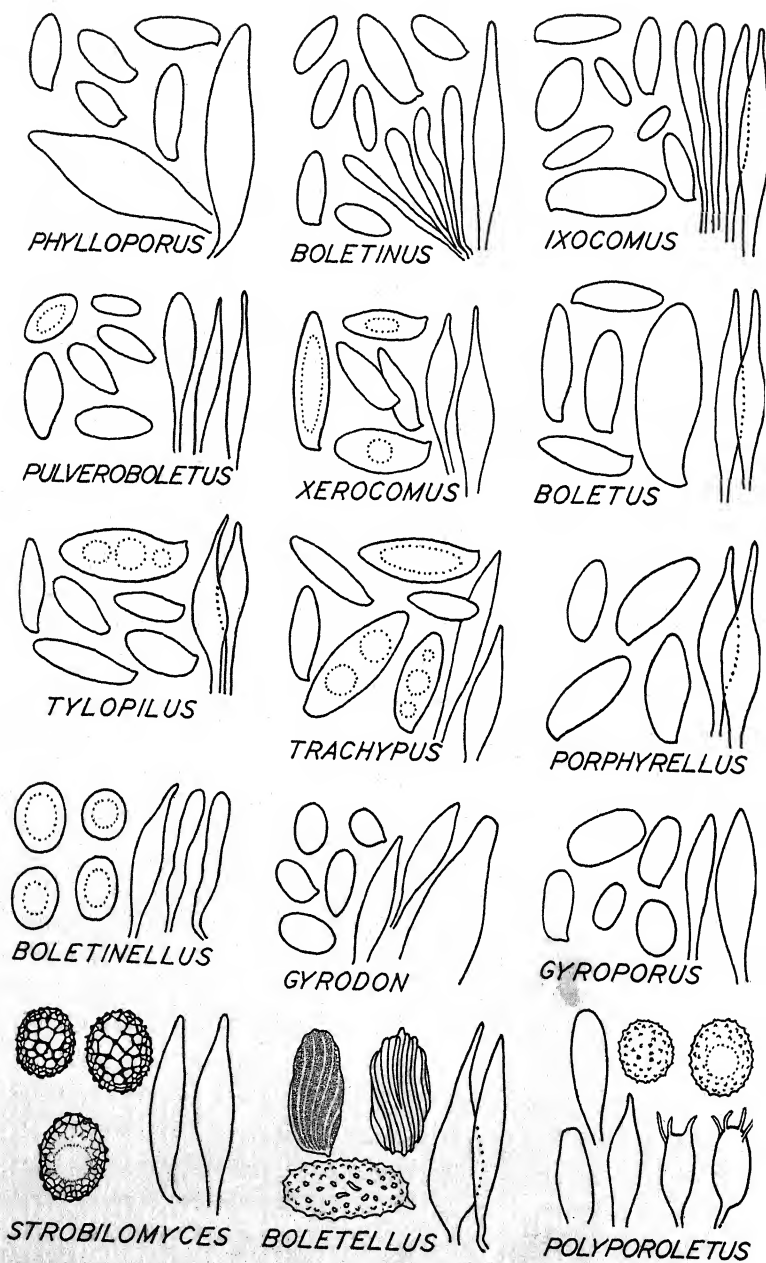 PHYLLOPORUS
BOLETINUS
IXOCOMUS
PULVEROBOLETUS
XEROCOMUS
BOLETUS
TYLOPILUS
TRACHYPUS
PORPHYRELLUS
BOLETINELLUS
GYRODON
GYROPORUS
STROBILOMYCES
BOLETELLUS
POLYPOROLETUS